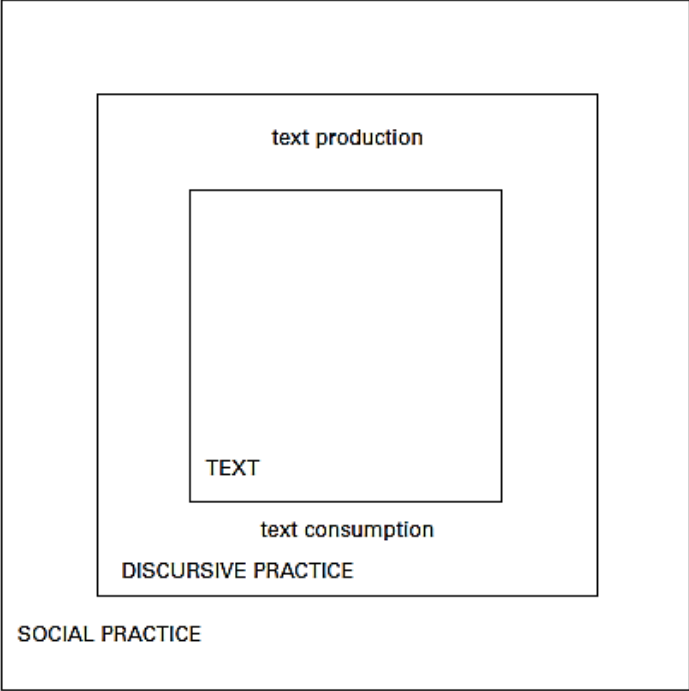 text production
TEXT
text consumption
DISCURSIVE PRACTICE
SOCIAL PRACTICE